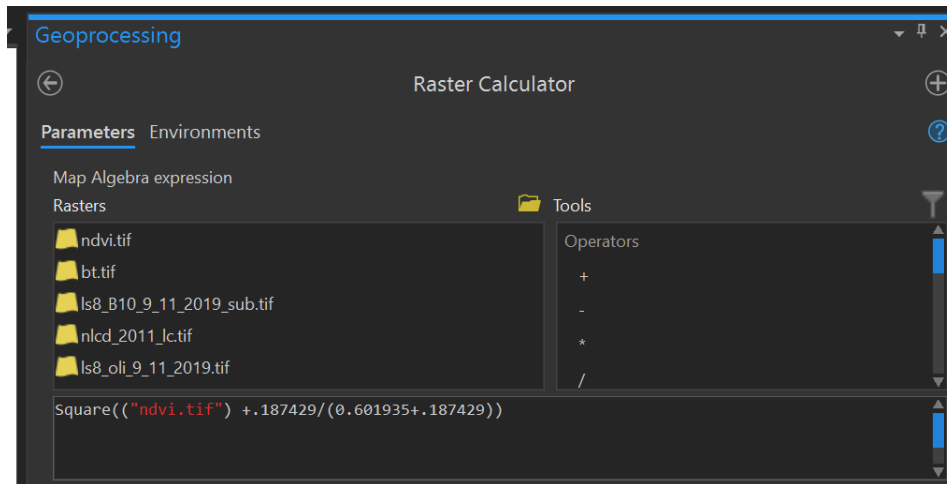 Geoprocessing
Raster Calculator
Parameters Environments
Map Algebra expression
Rasters
Tools
ndvi.tif
bt.tif
ls8_B10_9_11_2019_sub.tif
nlcd_2011_lc.tif
ls8_oli_9_11_2019.tif
Operators
+
-
*
/
Square(("ndvi.tif") +.187429/(0.601935+.187429))